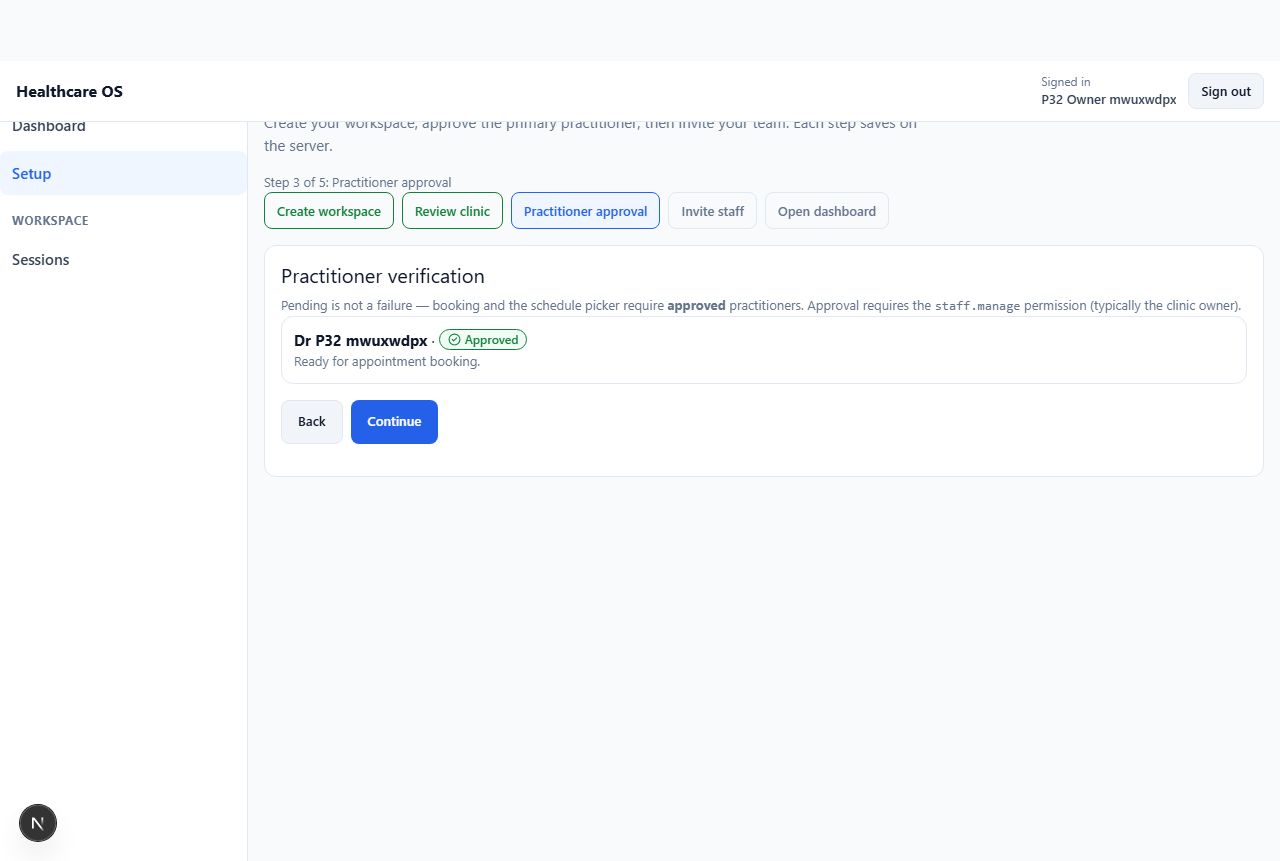 Healthcare OS
Signed in
P32 Owner mwuxwdpx
Sign out
Dashboard
Setup
WORKSPACE
Sessions
Create your workspace, approve the primary practitioner, then invite your team. Each step saves on
the server.
Step 3 of 5: Practitioner approval
Create workspace
Review clinic
Practitioner approval
Invite staff
Open dashboard
Practitioner verification
Pending is not a failure — booking and the schedule picker require approved practitioners. Approval requires the staff.manage permission (typically the clinic owner).
Dr P32 mwuxwdpx · Approved
Ready for appointment booking.
Back
Continue
N